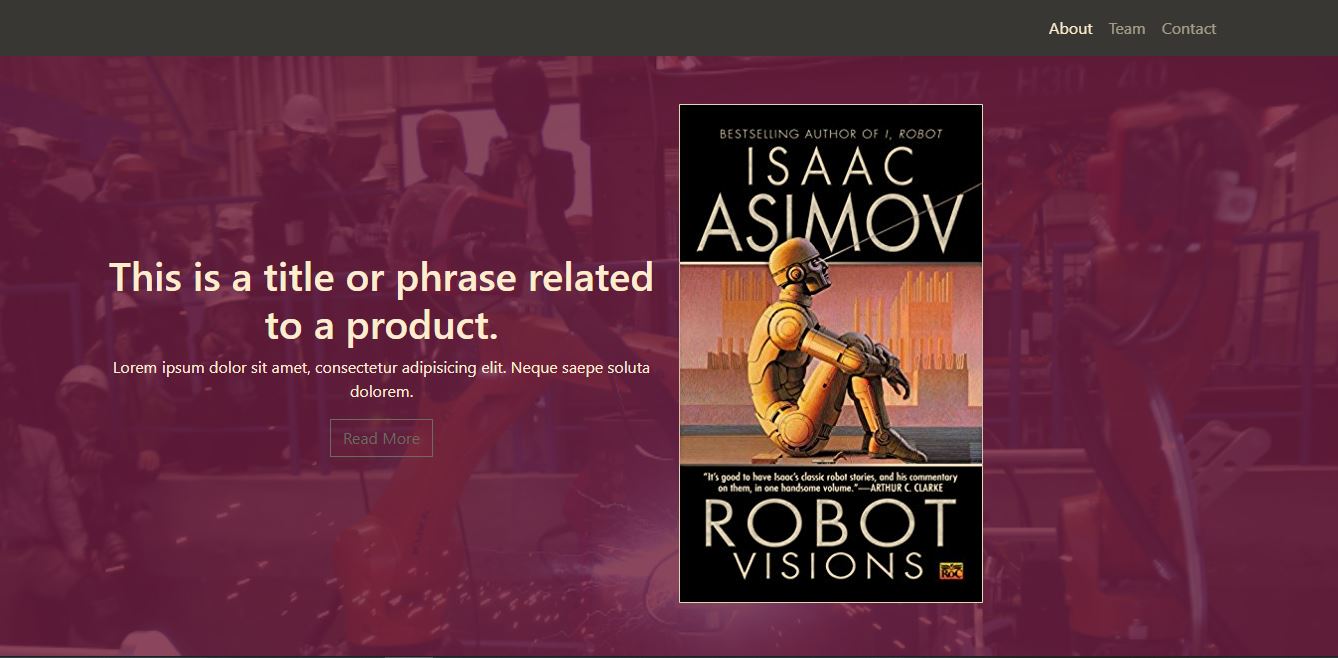 About Team Contact
This is a title or phrase related
to a product.
Lorem ipsum dolor sit amet, consectetur adipisicing elit. Neque saepe soluta
dolorem.
Read More
BESTSELLING AUTHOR OF I, ROBOT
ISAAC
ASIMOV
"It's good to have Isaac's classic robot stories, and his commentary
on them, in one handsome volume."—ARTHUR C. CLARKE
ROBOT
VISIONS
ROC